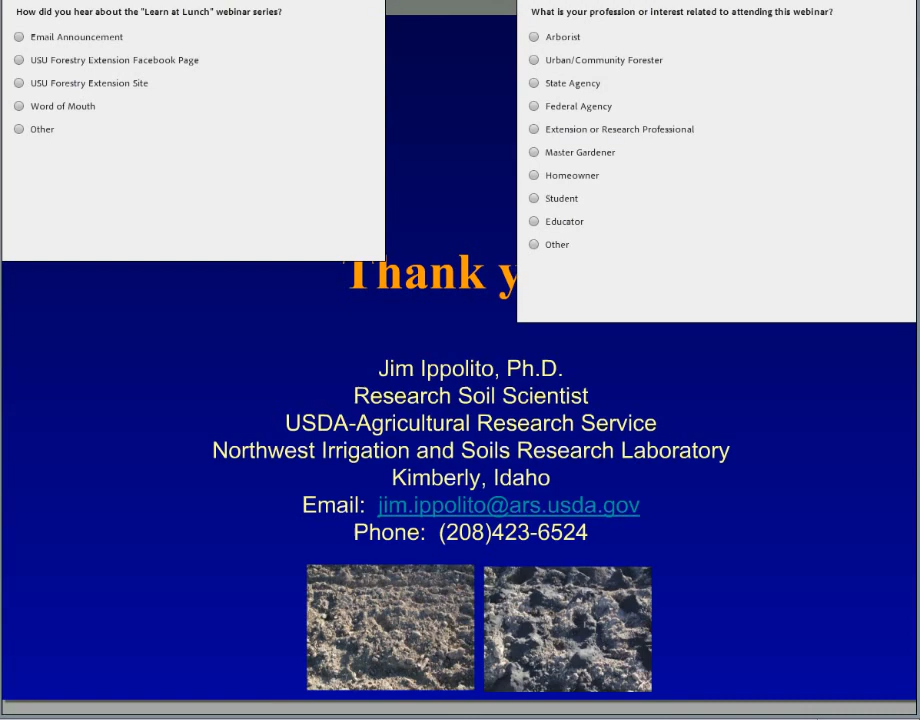 How did you hear about the "Learn at Lunch" webinar series?
Email Announcement
USU Forestry Extension Facebook Page
USU Forestry Extension Site
Word of Mouth
Other
What is your profession or interest related to attending this webinar?
Arborist
Urban/Community Forester
State Agency
Federal Agency
Extension or Research Professional
Master Gardener
Homeowner
Student
Educator
Other
Thank y
Jim Ippolito, Ph.D.
Research Soil Scientist
USDA-Agricultural Research Service
Northwest Irrigation and Soils Research Laboratory
Kimberly, Idaho
Email: jim.ippolito@ars.usda.gov
Phone: (208)423-6524